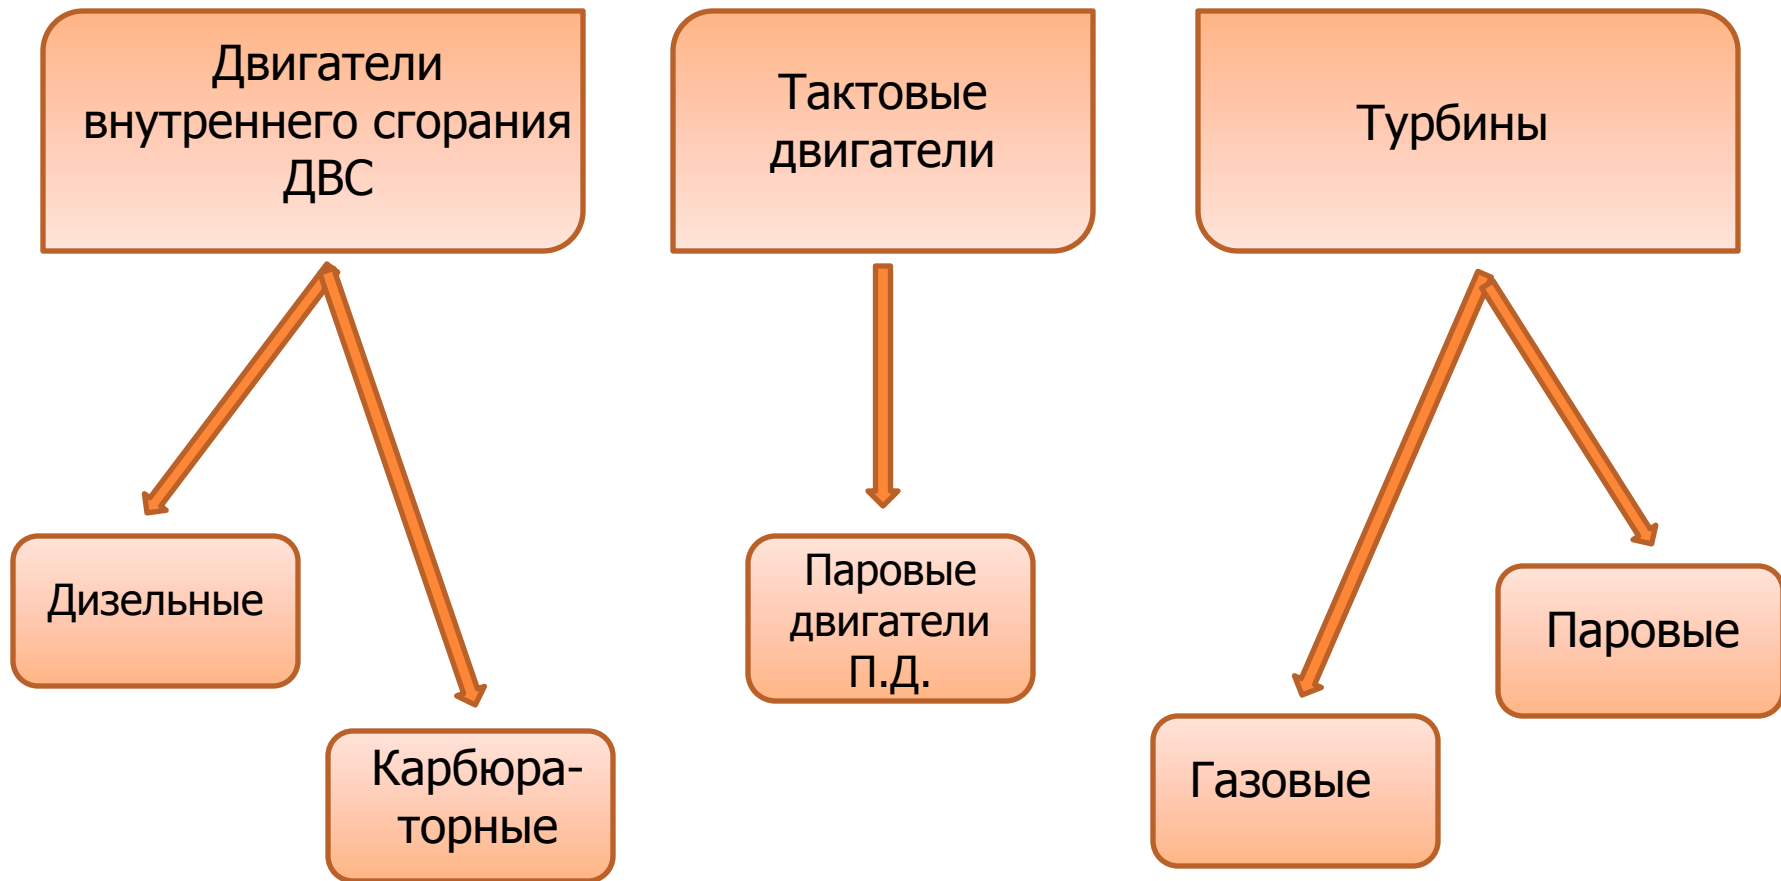 Двигатели
внутреннего сгорания
ДВС
Тактовые
двигатели
Турбины
Дизельные
Карбюра-
торные
Паровые
двигатели
П.Д.
Газовые
Паровые